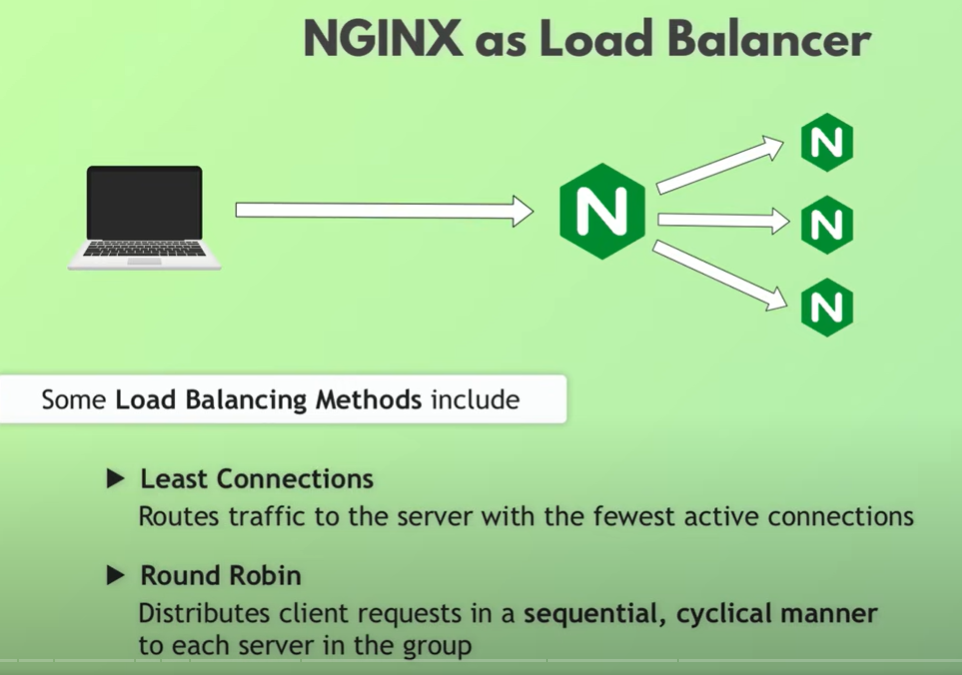 NGINX as Load Balancer
N
N
N
N
Some Load Balancing Methods include
Least Connections
Routes traffic to the server with the fewest active connections
Round Robin
Distributes client requests in a sequential, cyclical manner
to each server in the group